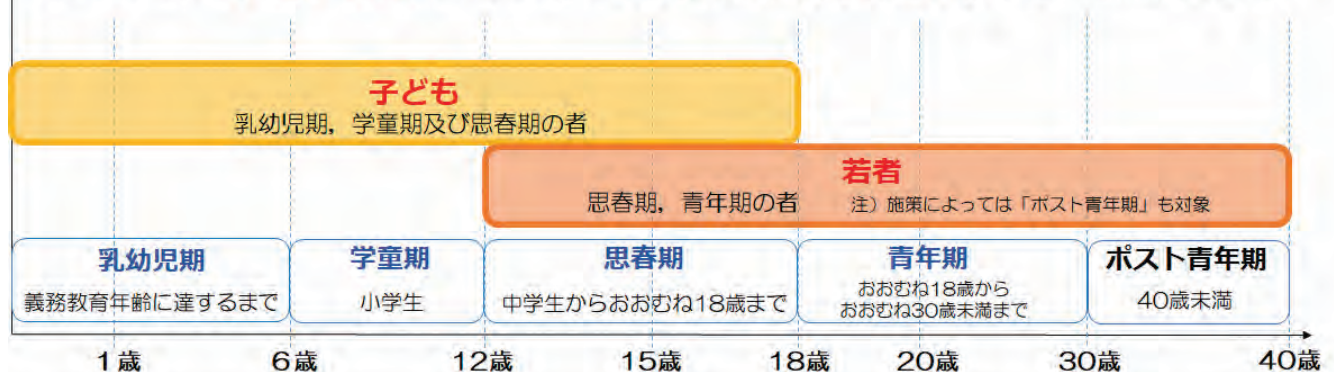 子ども
乳幼児期，学童期及び思春期の者
若者
思春期，青年期の者　注）施策によっては「ポスト青年期」も対象
乳幼児期
義務教育年齢に達するまで
学童期
小学生
思春期
中学生からおおむね18歳まで
青年期
おおむね18歳から
おおむね30歳未満まで
ポスト青年期
40歳未満
1歳　6歳　12歳　15歳　18歳　20歳　30歳　40歳